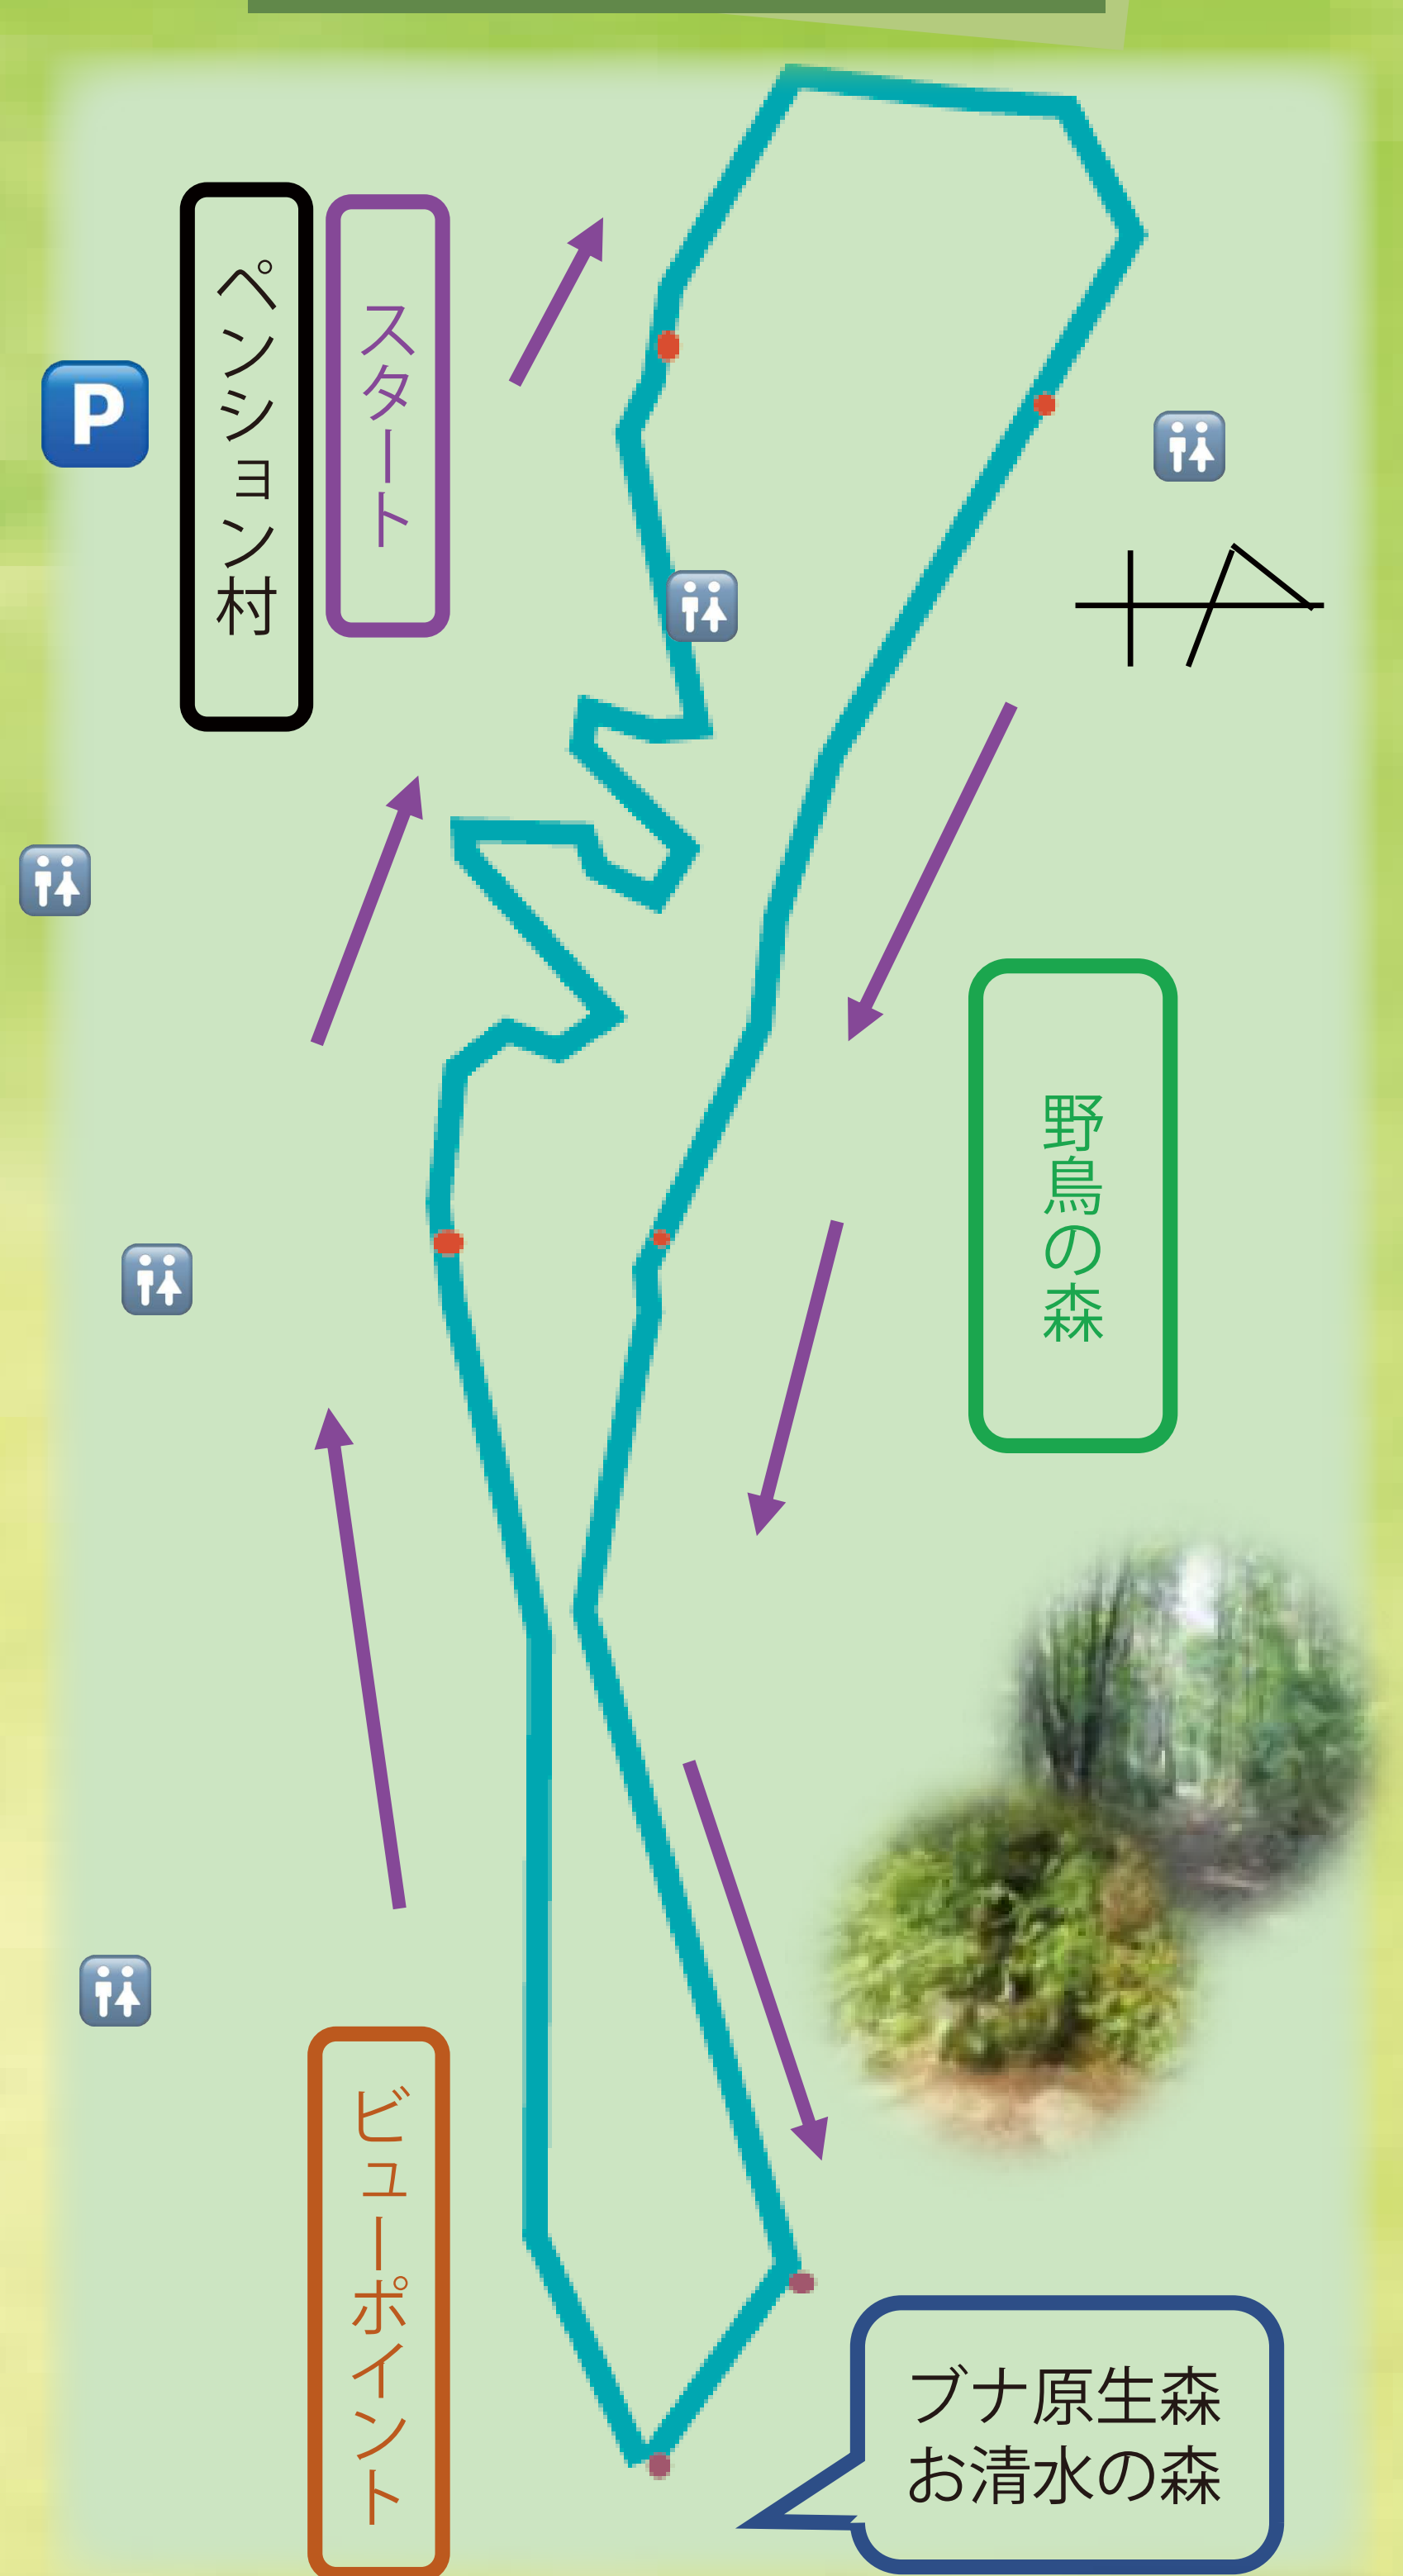 ペンション村
スタート
P
野鳥の森
ビューポイント
ブナ原生森
お清水の森